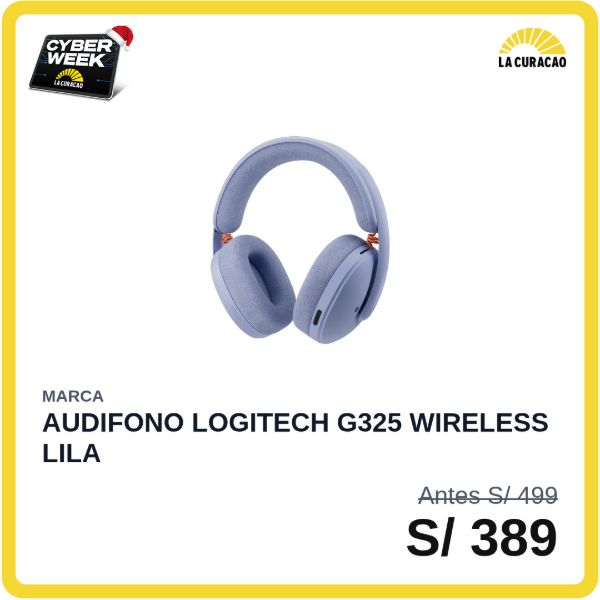 CYBER
WEEK
LA CURACAO
LA CURACAO
MARCA
AUDIFONO LOGITECH G325 WIRELESS
LILA
Antes S/ 499
S/ 389